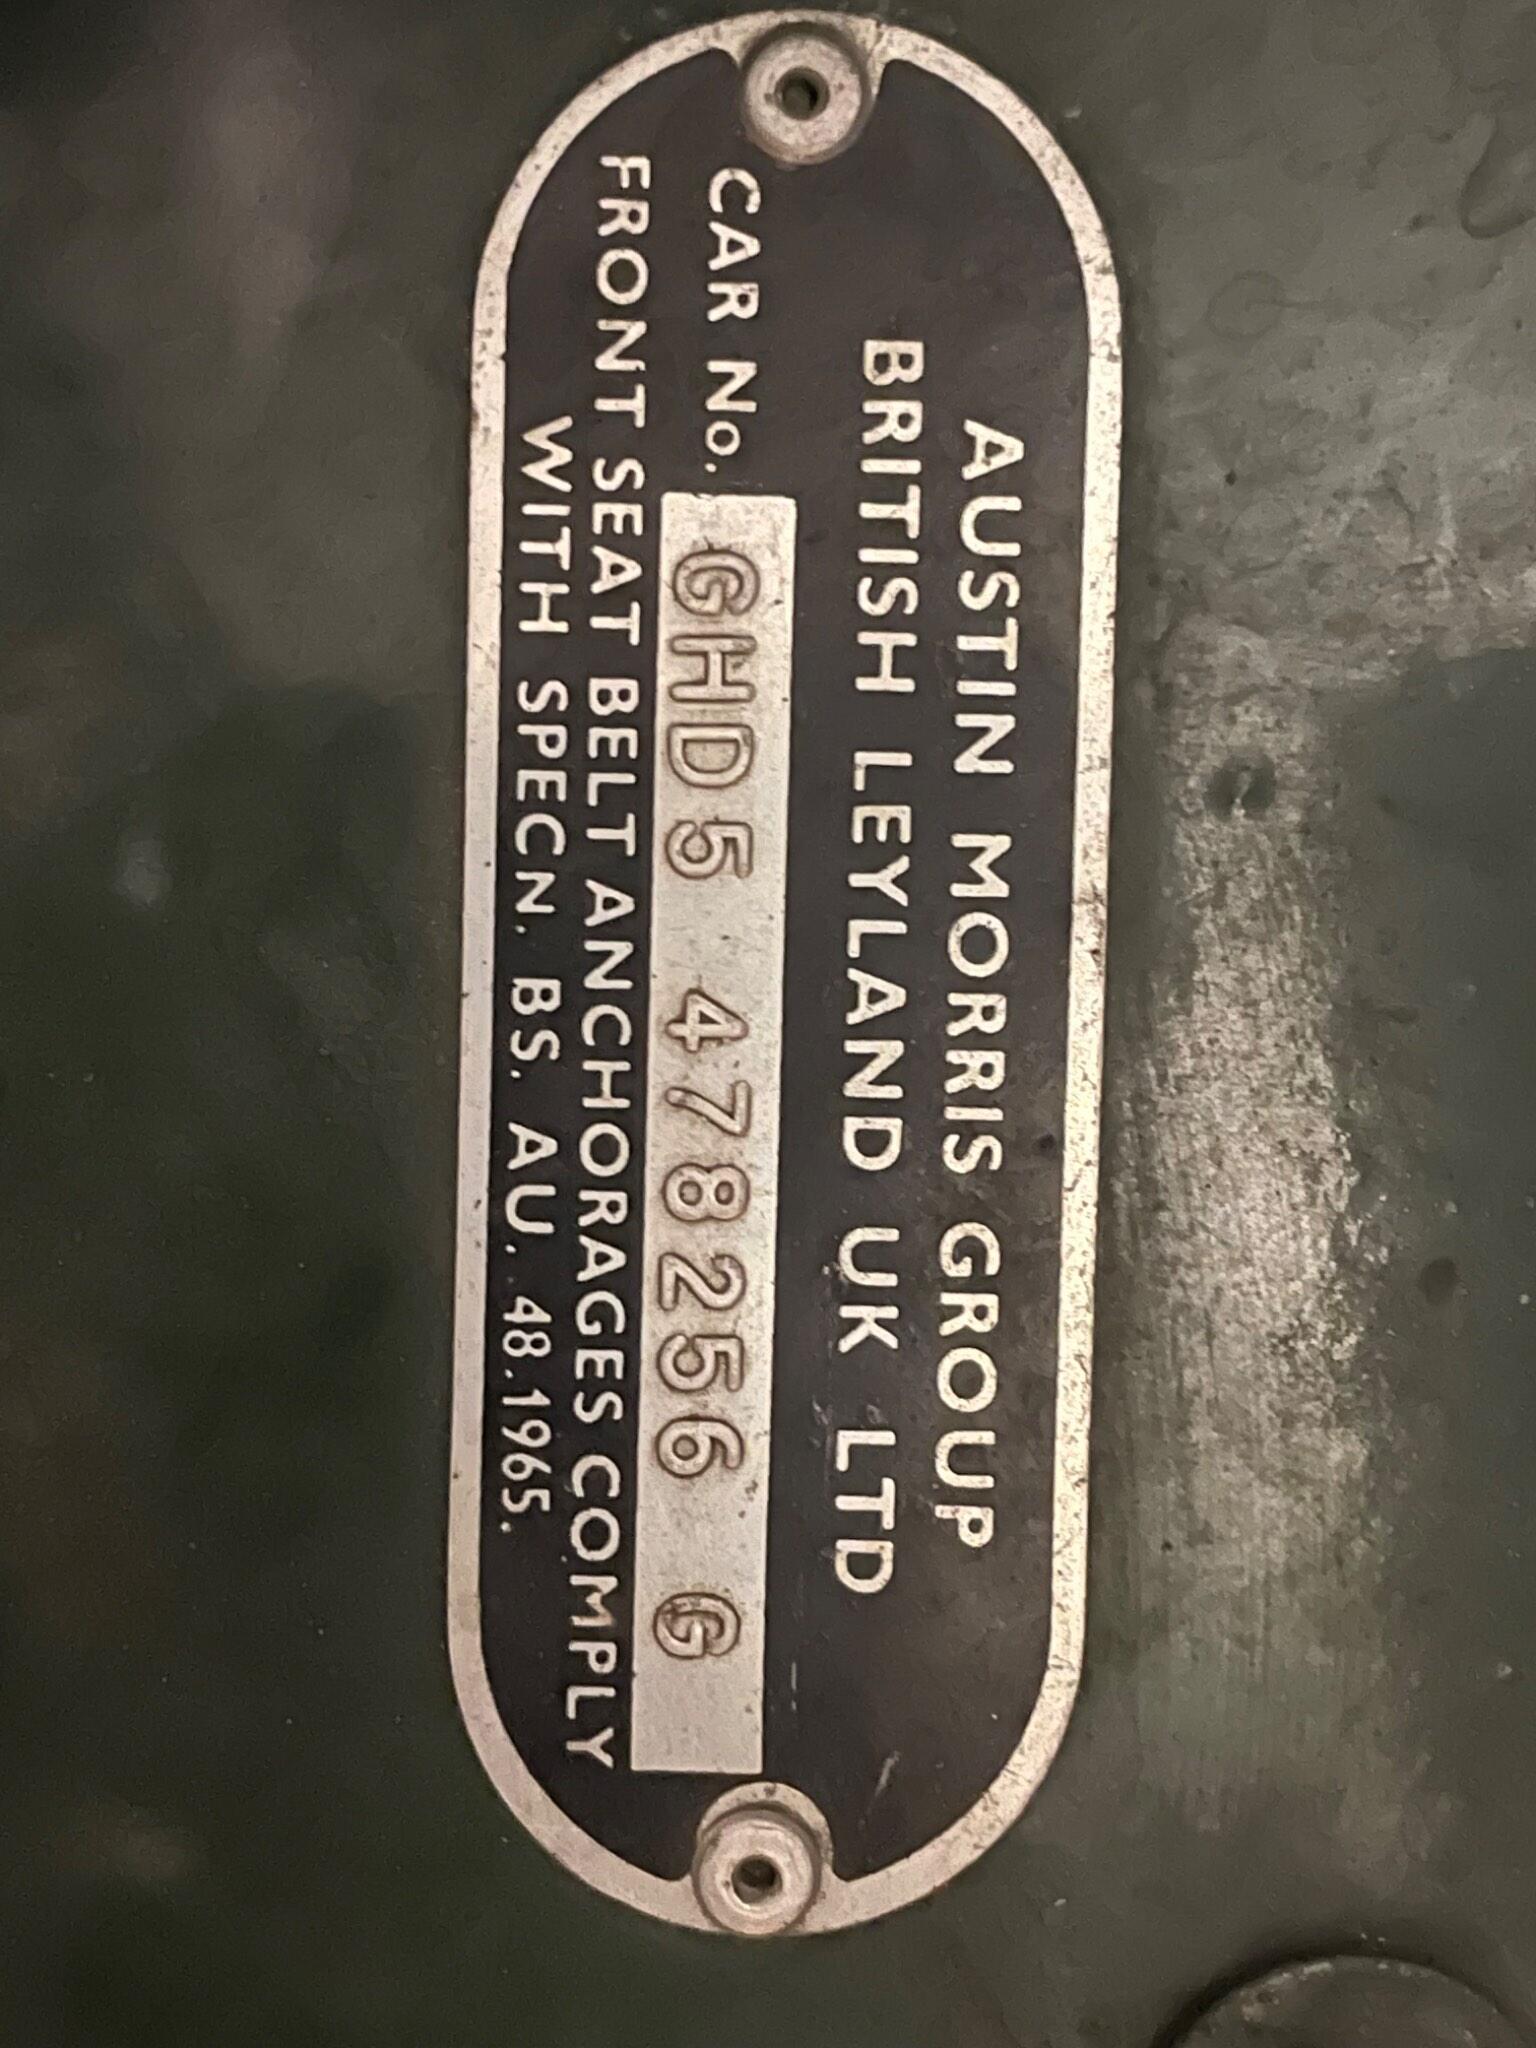 AUSTIN MORRIS GROUP
BRITISH LEYLAND UK LTD
CAR No. GHD5 478256 G
FRONT SEAT BELT ANCHORAGES COMPLY
WITH SPECN. BS. AU. 48.1965.